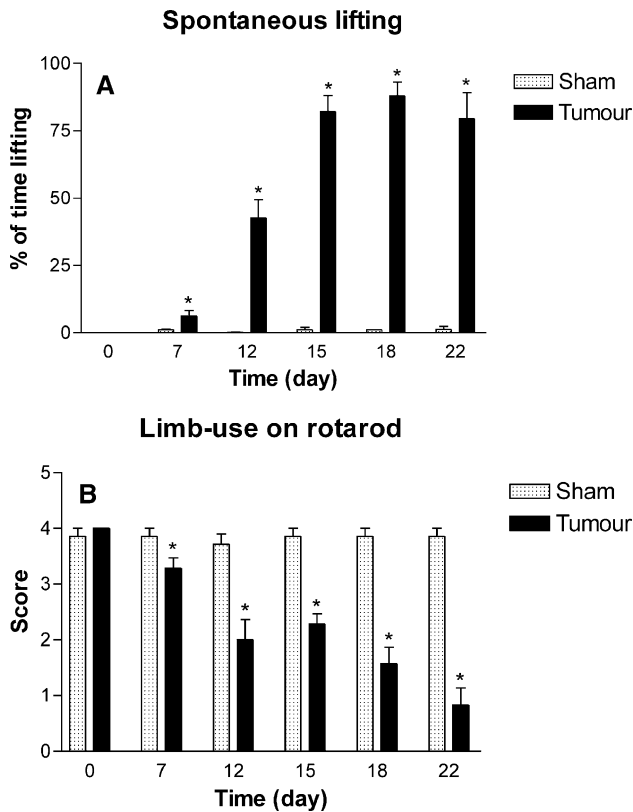 Spontaneous lifting
A
% of time lifting
100
75
50
25
0
* * * * *
0 7 12 15 18 22
Time (day)
Sham
Tumour
Limb-use on rotarod
B
Score
5
4
3
2
1
0
* * * * *
0 7 12 15 18 22
Time (day)
Sham
Tumour